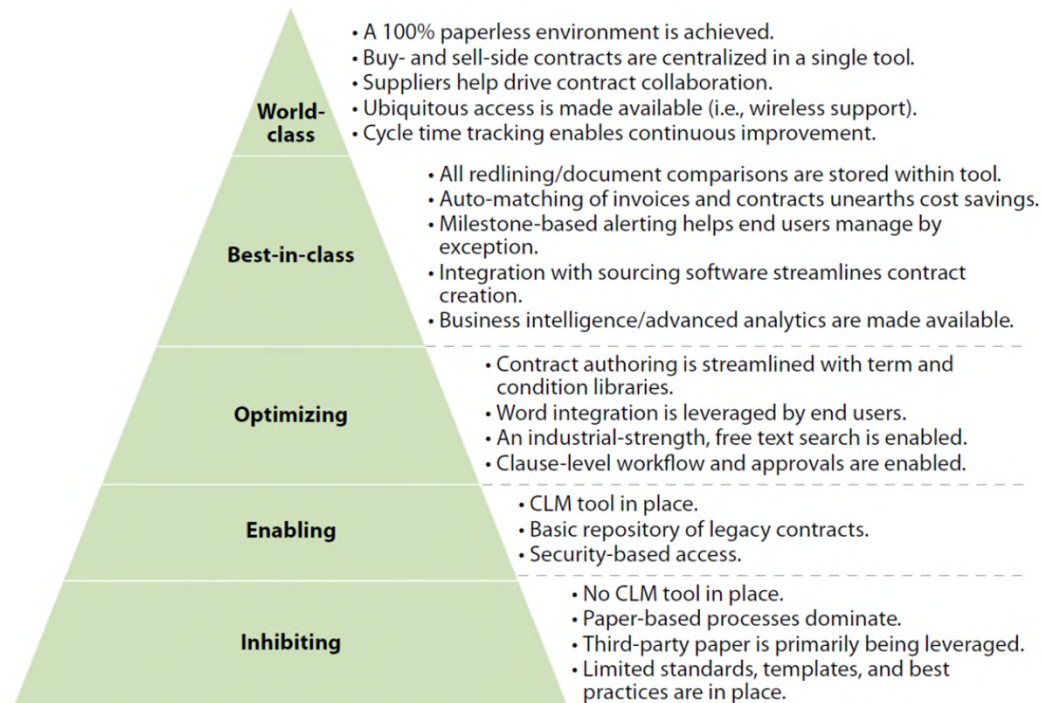 • A 100% paperless environment is achieved.
• Buy- and sell-side contracts are centralized in a single tool.
• Suppliers help drive contract collaboration.
• Ubiquitous access is made available (i.e., wireless support).
• Cycle time tracking enables continuous improvement.
World-
class
• All redlining/document comparisons are stored within tool.
• Auto-matching of invoices and contracts unearths cost savings.
• Milestone-based alerting helps end users manage by
exception.
• Integration with sourcing software streamlines contract
creation.
• Business intelligence/advanced analytics are made available.
Best-in-class
• Contract authoring is streamlined with term and
condition libraries.
• Word integration is leveraged by end users.
• An industrial-strength, free text search is enabled.
• Clause-level workflow and approvals are enabled.
Optimizing
• CLM tool in place.
• Basic repository of legacy contracts.
• Security-based access.
Enabling
• No CLM tool in place.
• Paper-based processes dominate.
• Third-party paper is primarily being leveraged.
• Limited standards, templates, and best
practices are in place.
Inhibiting